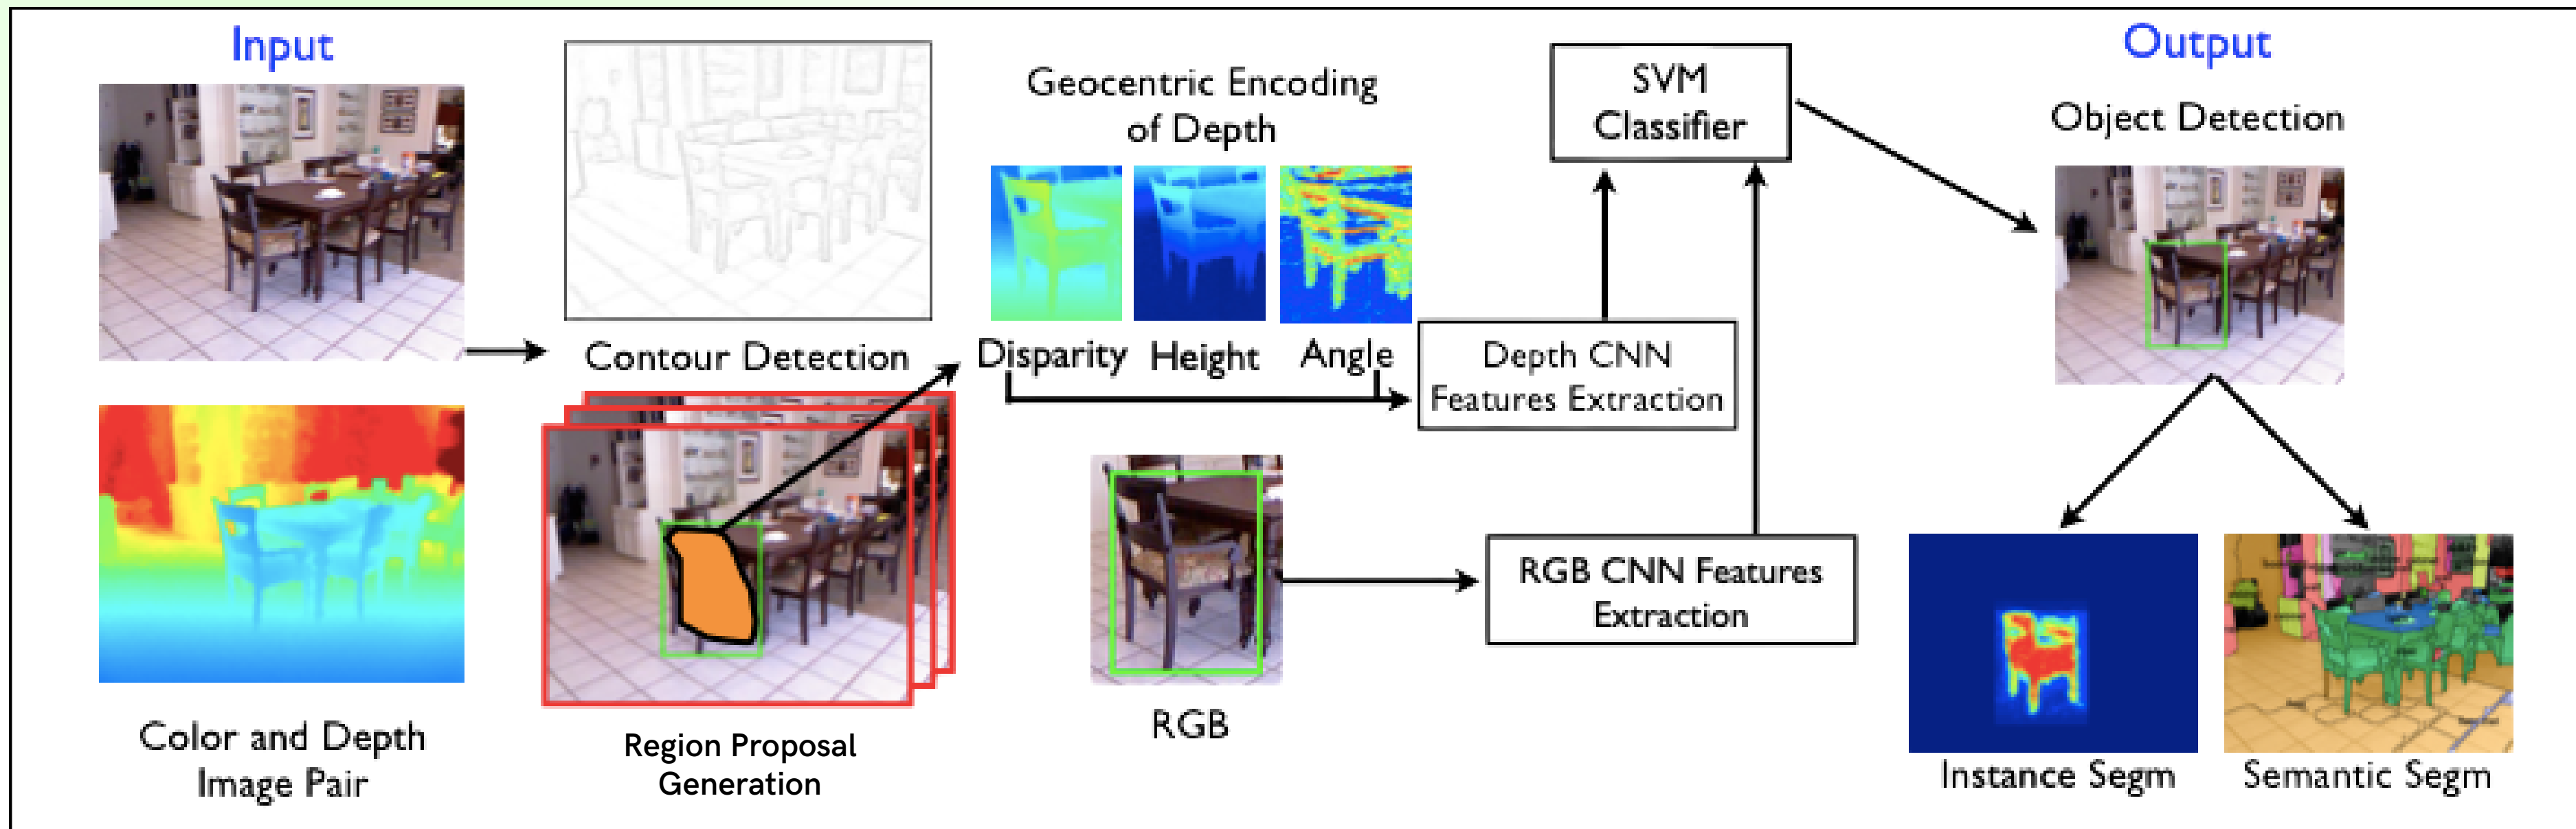 Input
Color and Depth
Image Pair
Contour Detection
Region Proposal
Generation
Geocentric Encoding
of Depth
Disparity
Height
Angle
RGB
Depth CNN
Features Extraction
RGB CNN Features
Extraction
SVM
Classifier
Output
Object Detection
Instance Segm
Semantic Segm